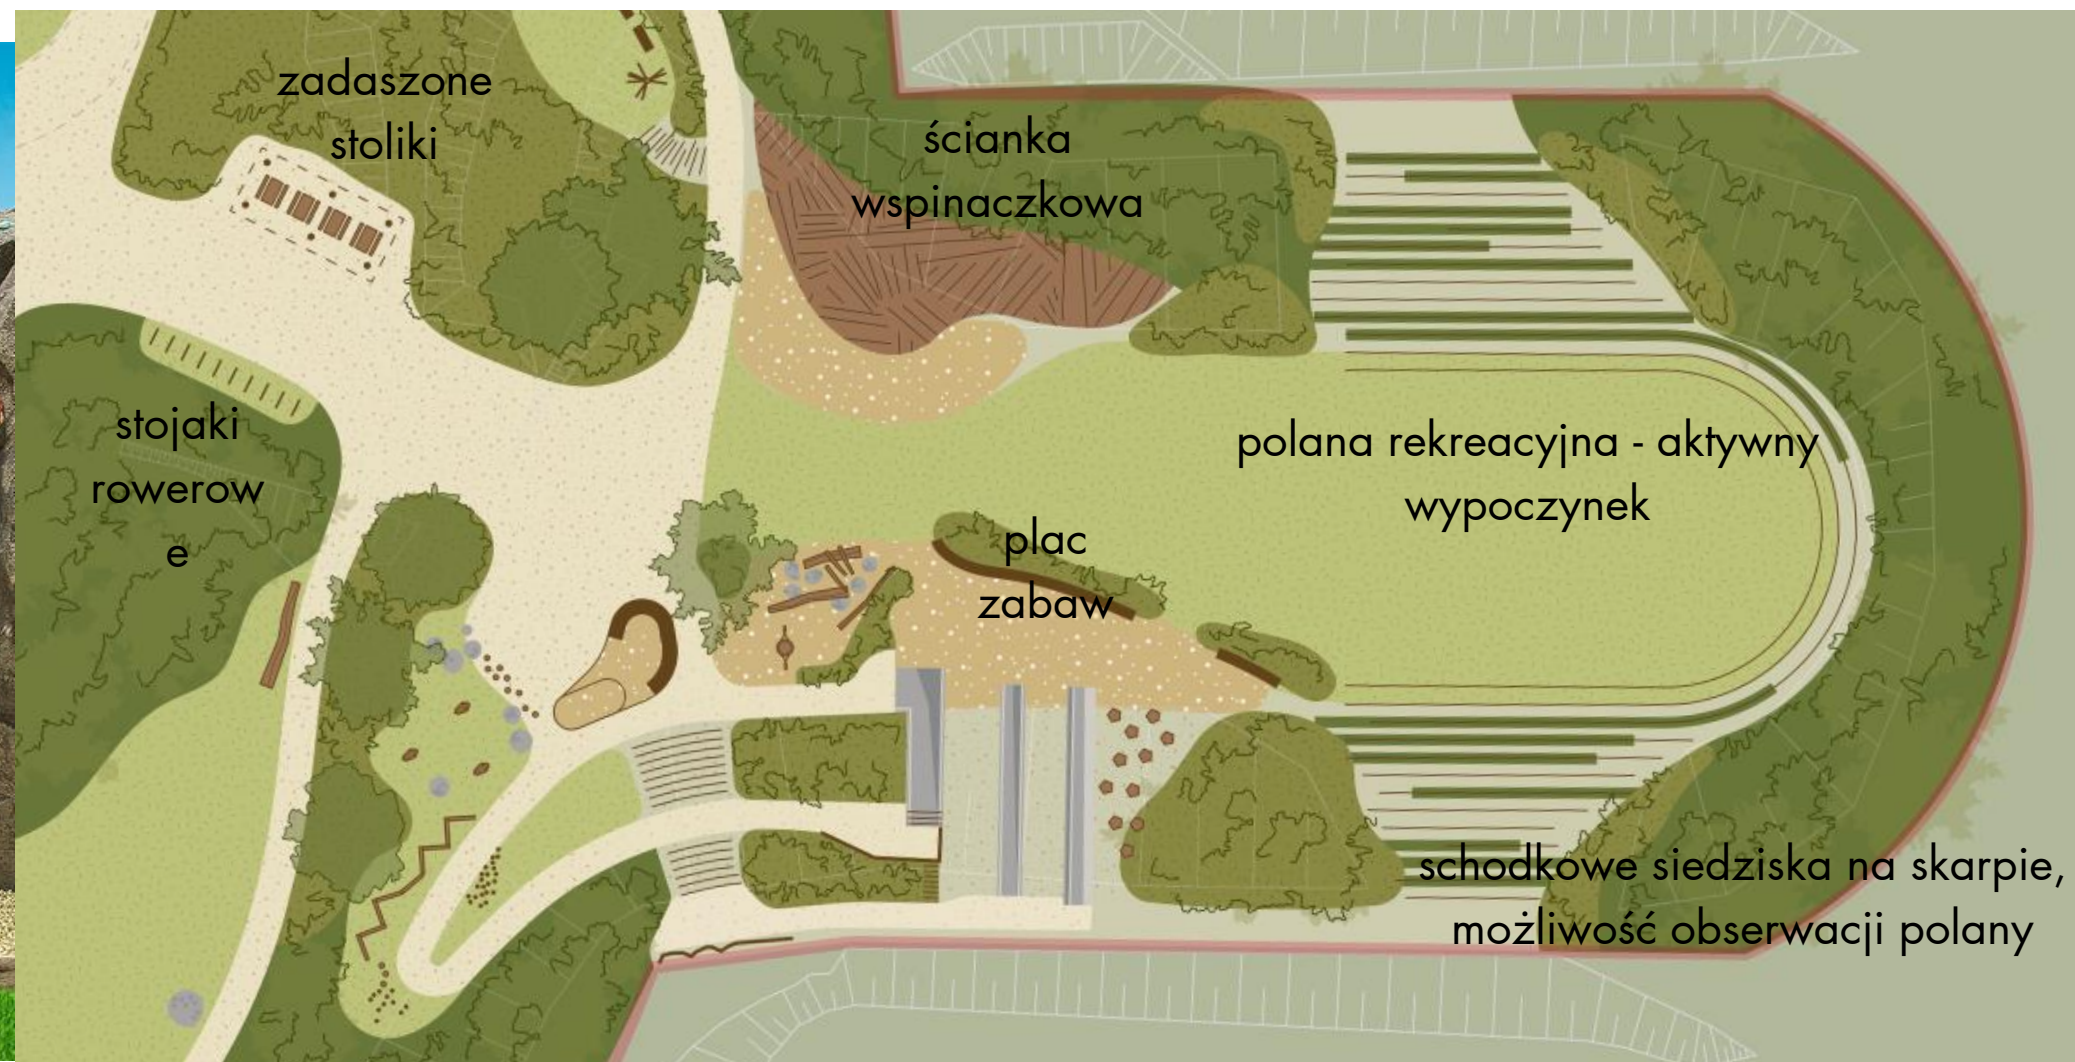 zadaszone
stoliki
ścianka
wspinaczkowa
stojaki
rowerow
e
polana rekreacyjna - aktywny
wypoczynek
plac
zabaw
schodkowe siedziska na skarpie,
możliwość obserwacji polany